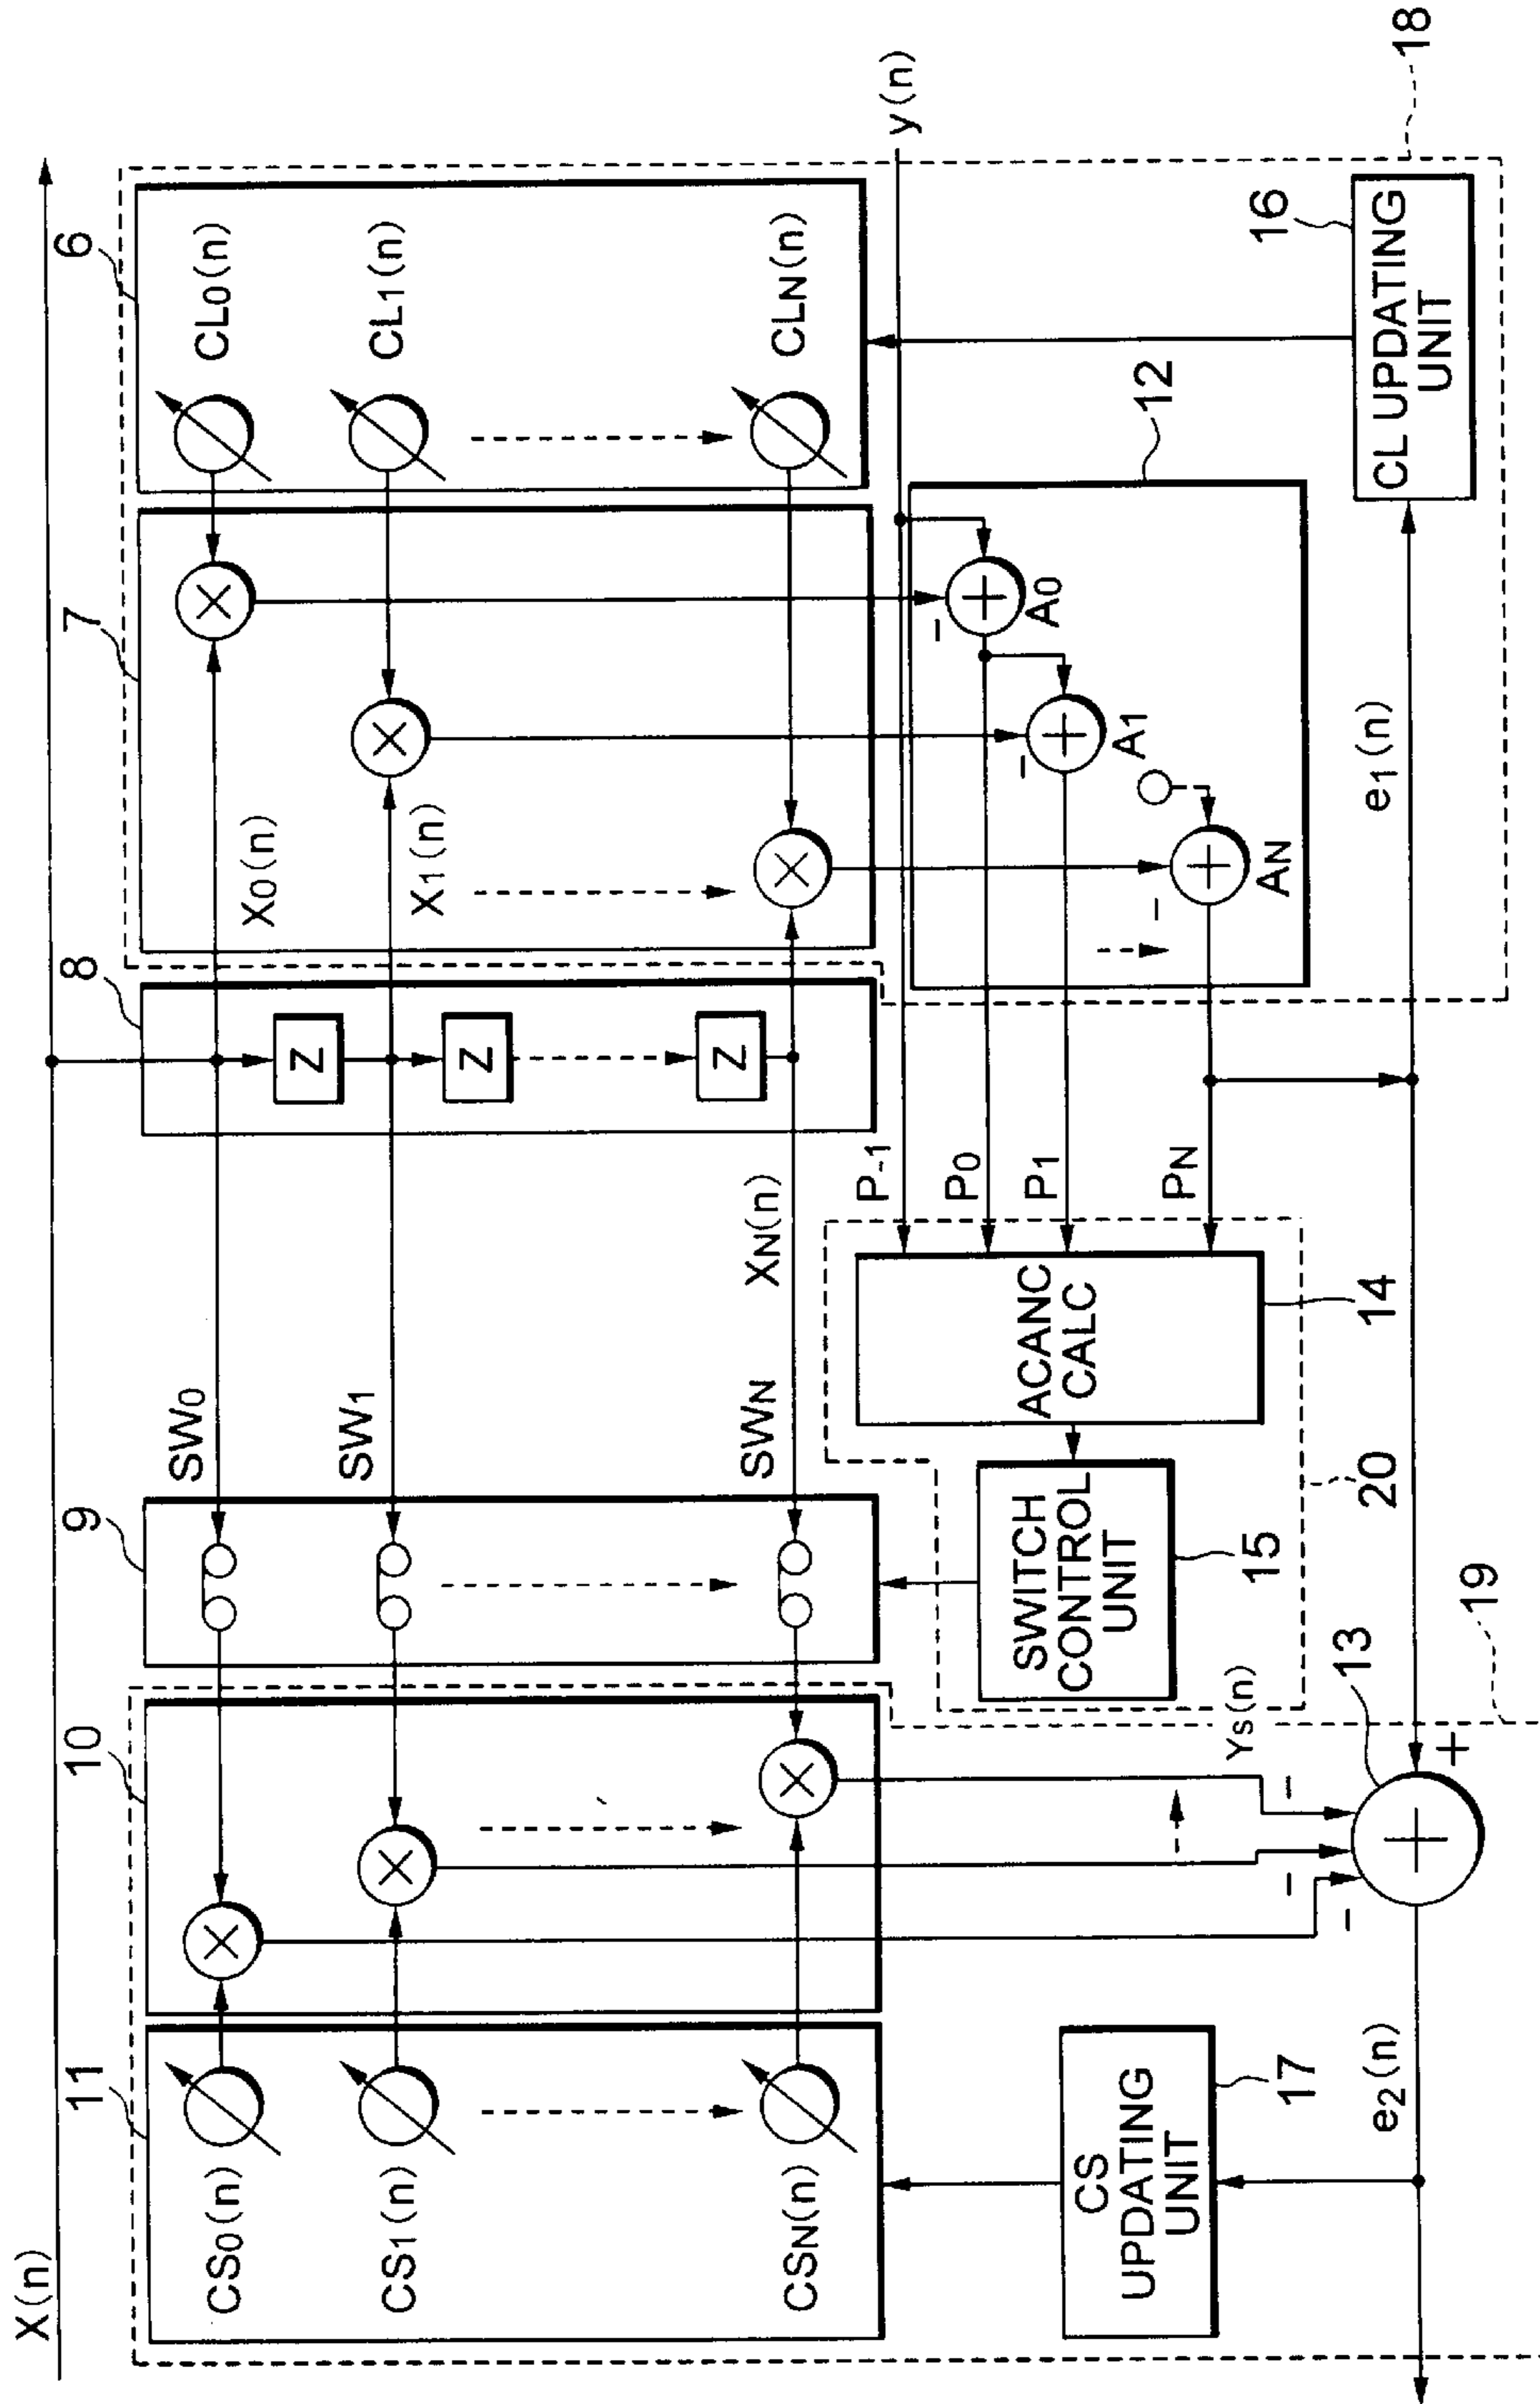 X(n)
11
10
9
8
7
6
CS0(n)
CS1(n)
CSN(n)
SW0
SW1
SWN
XN(n)
X0(n)
X1(n)
Z
Z
Z
CL0(n)
CL1(n)
CLN(n)
y(n)
P-1
P0
P1
PN
A0
A1
AN
12
ACANC
CALC
14
SWITCH
CONTROL
UNIT
15
20
Ys(n)
13
19
CS
UPDATING
UNIT
17
e2(n)
e1(n)
CL UPDATING
UNIT
16
18